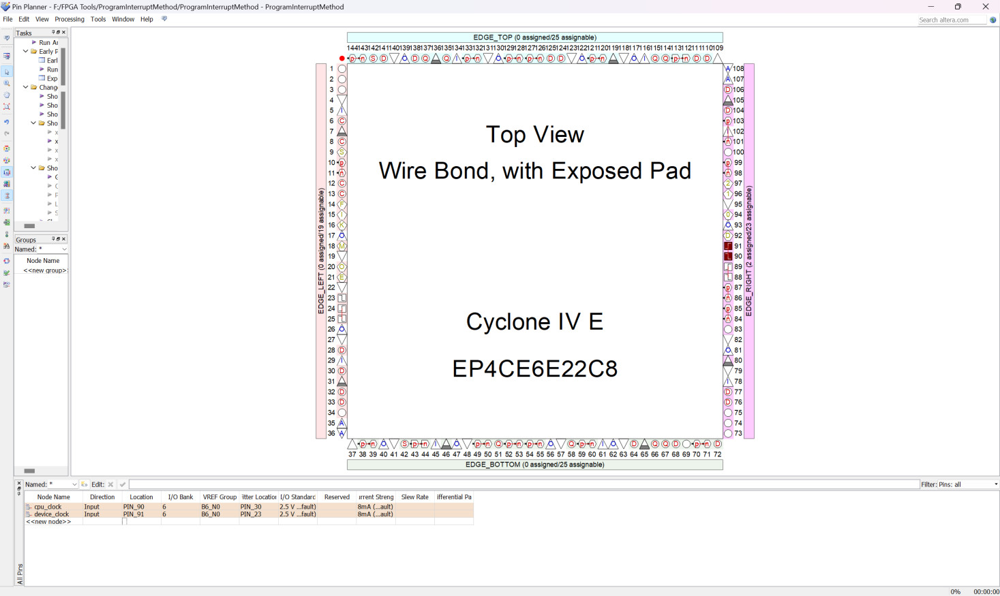 Pin Planner - F:/FPGA Tools/ProgramInterruptMethod/ProgramInterruptMethod - ProgramInterruptMethod
File Edit View Processing Tools Window Help
Search altera.com
Tasks
Run Ar
Early P
Earl
Run
Exp
Change
Sho
Sho
Sho
Sho
Sho
Groups
Named: *
Node Name
<<new group>>
EDGE_TOP (0 assigned/25 assignable)
144 143 142 141 140 139 138 137 136 135 134 133 132 131 130 129 128 127 126 125 124 123 122 121 120 119 118 117 116 115 114 113 112 111 110 109
EDGE_LEFT (0 assigned/19 assignable)
1
2
3
4
5
6
7
8
9
10
11
12
13
14
15
16
17
18
19
20
21
22
23
24
25
26
27
28
29
30
31
32
33
34
35
36
Top View
Wire Bond, with Exposed Pad
Cyclone IV E
EP4CE6E22C8
108
107
106
105
104
103
102
101
100
99
98
97
96
95
94
93
92
91
90
89
88
87
86
85
84
83
82
81
80
79
78
77
76
75
74
73
EDGE_RIGHT (2 assigned/23 assignable)
37 38 39 40 41 42 43 44 45 46 47 48 49 50 51 52 53 54 55 56 57 58 59 60 61 62 63 64 65 66 67 68 69 70 71 72
EDGE_BOTTOM (0 assigned/25 assignable)
Named: * Edit: Filter: Pins: all
Node Name Direction Location I/O Bank VREF Group itter Location I/O Standard Reserved urrent Streng Slew Rate ifferential Pa
cpu_clock Input PIN_90 6 B6_N0 PIN_30 2.5 V ...fault) 8mA (...ault)
device_clock Input PIN_91 6 B6_N0 PIN_23 2.5 V ...fault) 8mA (...ault)
<<new node>>
All Pins
0% 00:00:00